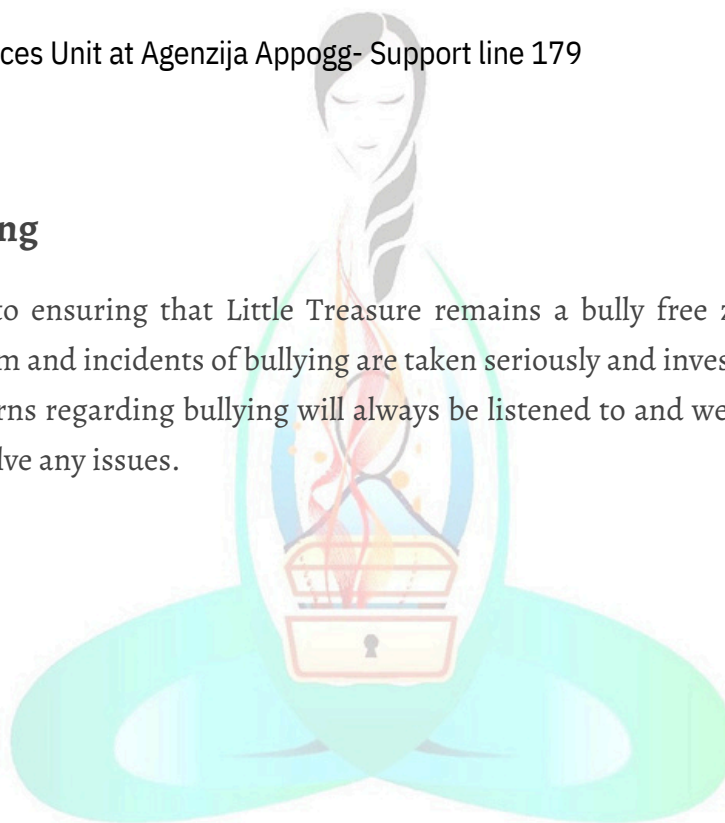 ces Unit at Agenzija Appogg- Support line 179
ng
to ensuring that Little Treasure remains a bully free z
m and incidents of bullying are taken seriously and inves
rns regarding bullying will always be listened to and we
lve any issues.